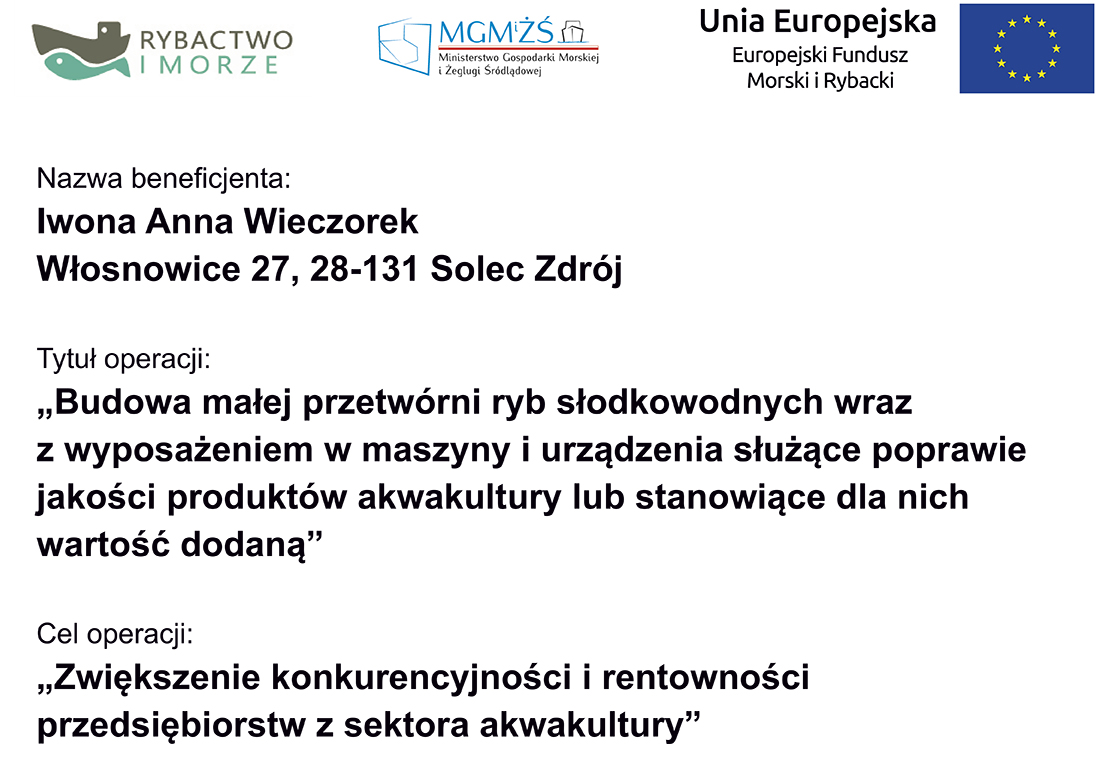 RYBACTWO
I MORZE
MGMiŻŚ
Ministerstwo Gospodarki Morskiej
i Żeglugi Śródlądowej
Unia Europejska
Europejski Fundusz
Morski i Rybacki
Nazwa beneficjenta:
Iwona Anna Wieczorek
Włosnowice 27, 28-131 Solec Zdrój
Tytuł operacji:
„Budowa małej przetwórni ryb słodkowodnych wraz
z wyposażeniem w maszyny i urządzenia służące poprawie
jakości produktów akwakultury lub stanowiące dla nich
wartość dodaną”
Cel operacji:
„Zwiększenie konkurencyjności i rentowności
przedsiębiorstw z sektora akwakultury”